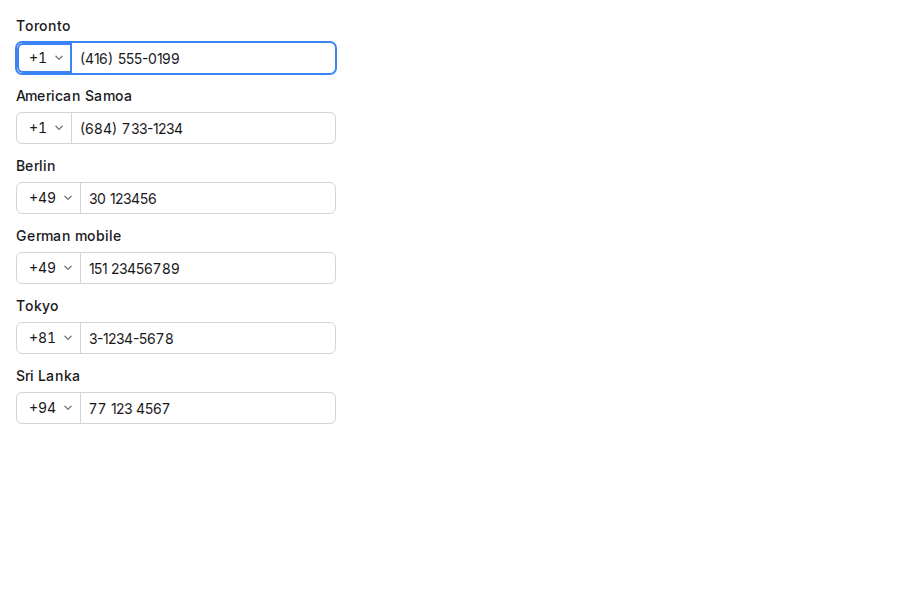 Toronto
+1 (416) 555-0199
American Samoa
+1 (684) 733-1234
Berlin
+49 30 123456
German mobile
+49 151 23456789
Tokyo
+81 3-1234-5678
Sri Lanka
+94 77 123 4567